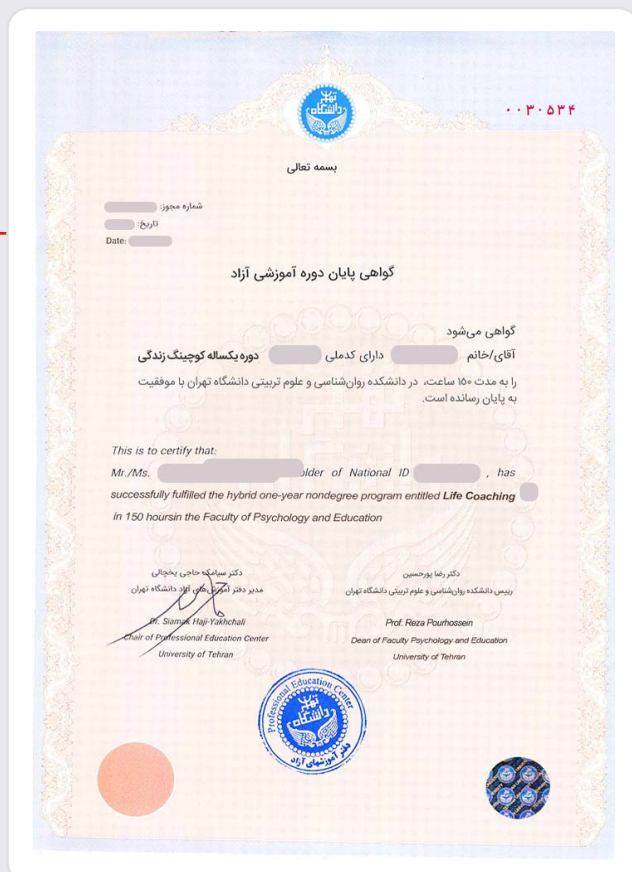 تهران
دانشگاه
۰۰۳۰۵۳۴
بسمه تعالی
شماره مجوز:
تاریخ:
Date:
گواهی پایان دوره آموزشی آزاد
گواهی می‌شود
آقای/خانم دارای کدملی دوره یکساله کوچینگ زندگی
را به مدت ۱۵۰ ساعت، در دانشکده روان‌شناسی و علوم تربیتی دانشگاه تهران با موفقیت
به پایان رسانده است.
This is to certify that:
Mr./Ms. older of National ID , has
successfully fulfilled the hybrid one-year nondegree program entitled Life Coaching
in 150 hoursin the Faculty of Psychology and Education
دکتر رضا پورحسین
رییس دانشکده روان‌شناسی و علوم تربیتی دانشگاه تهران
Prof. Reza Pourhossein
Dean of Faculty Psychology and Education
University of Tehran
دکتر سیامک حاجی یخچالی
مدیر دفتر آموزش‌های آزاد دانشگاه تهران
Dr. Siamak Haji-Yakhchali
Chair of Professional Education Center
University of Tehran
Professional Education Center
تهران
دانشگاه
دفتر آموزشهای آزاد